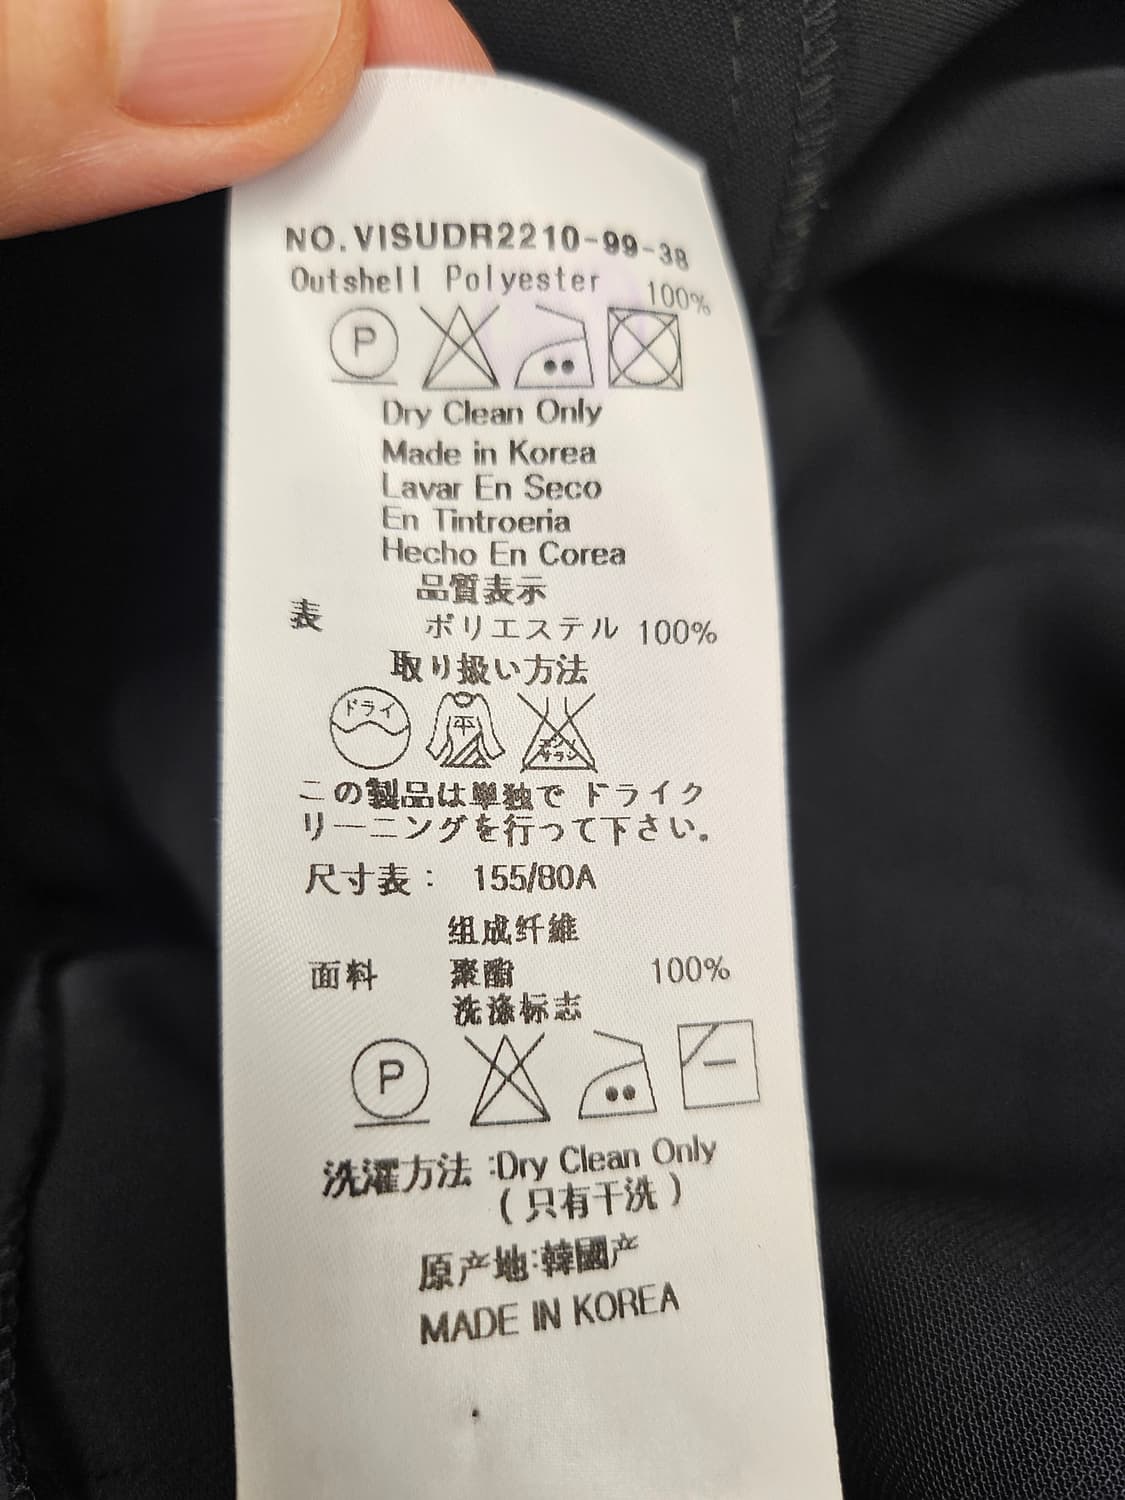 NO.VISUDR2210-99-38
Outshell Polyester 100%
P
Dry Clean Only
Made in Korea
Lavar En Seco
En Tintroeria
Hecho En Corea
品質表示
表 ポリエステル 100%
取り扱い方法
ドライ 平
この製品は単独で ドライク
リーニングを行って下さい。
尺寸表： 155/80A
组成纤維
面料 聚酯 100%
洗涤标志
P
洗濯方法 :Dry Clean Only
(只有干洗)
原产地:韓國产
MADE IN KOREA